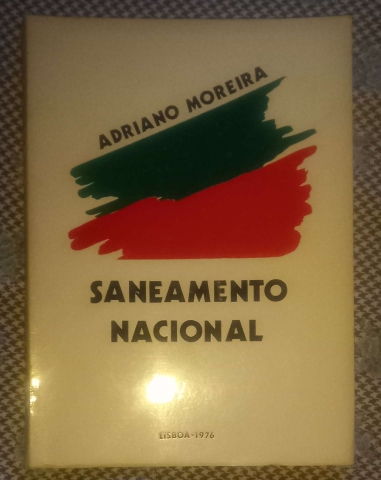 ADRIANO MOREIRA
SANEAMENTO
NACIONAL
LISBOA-1976